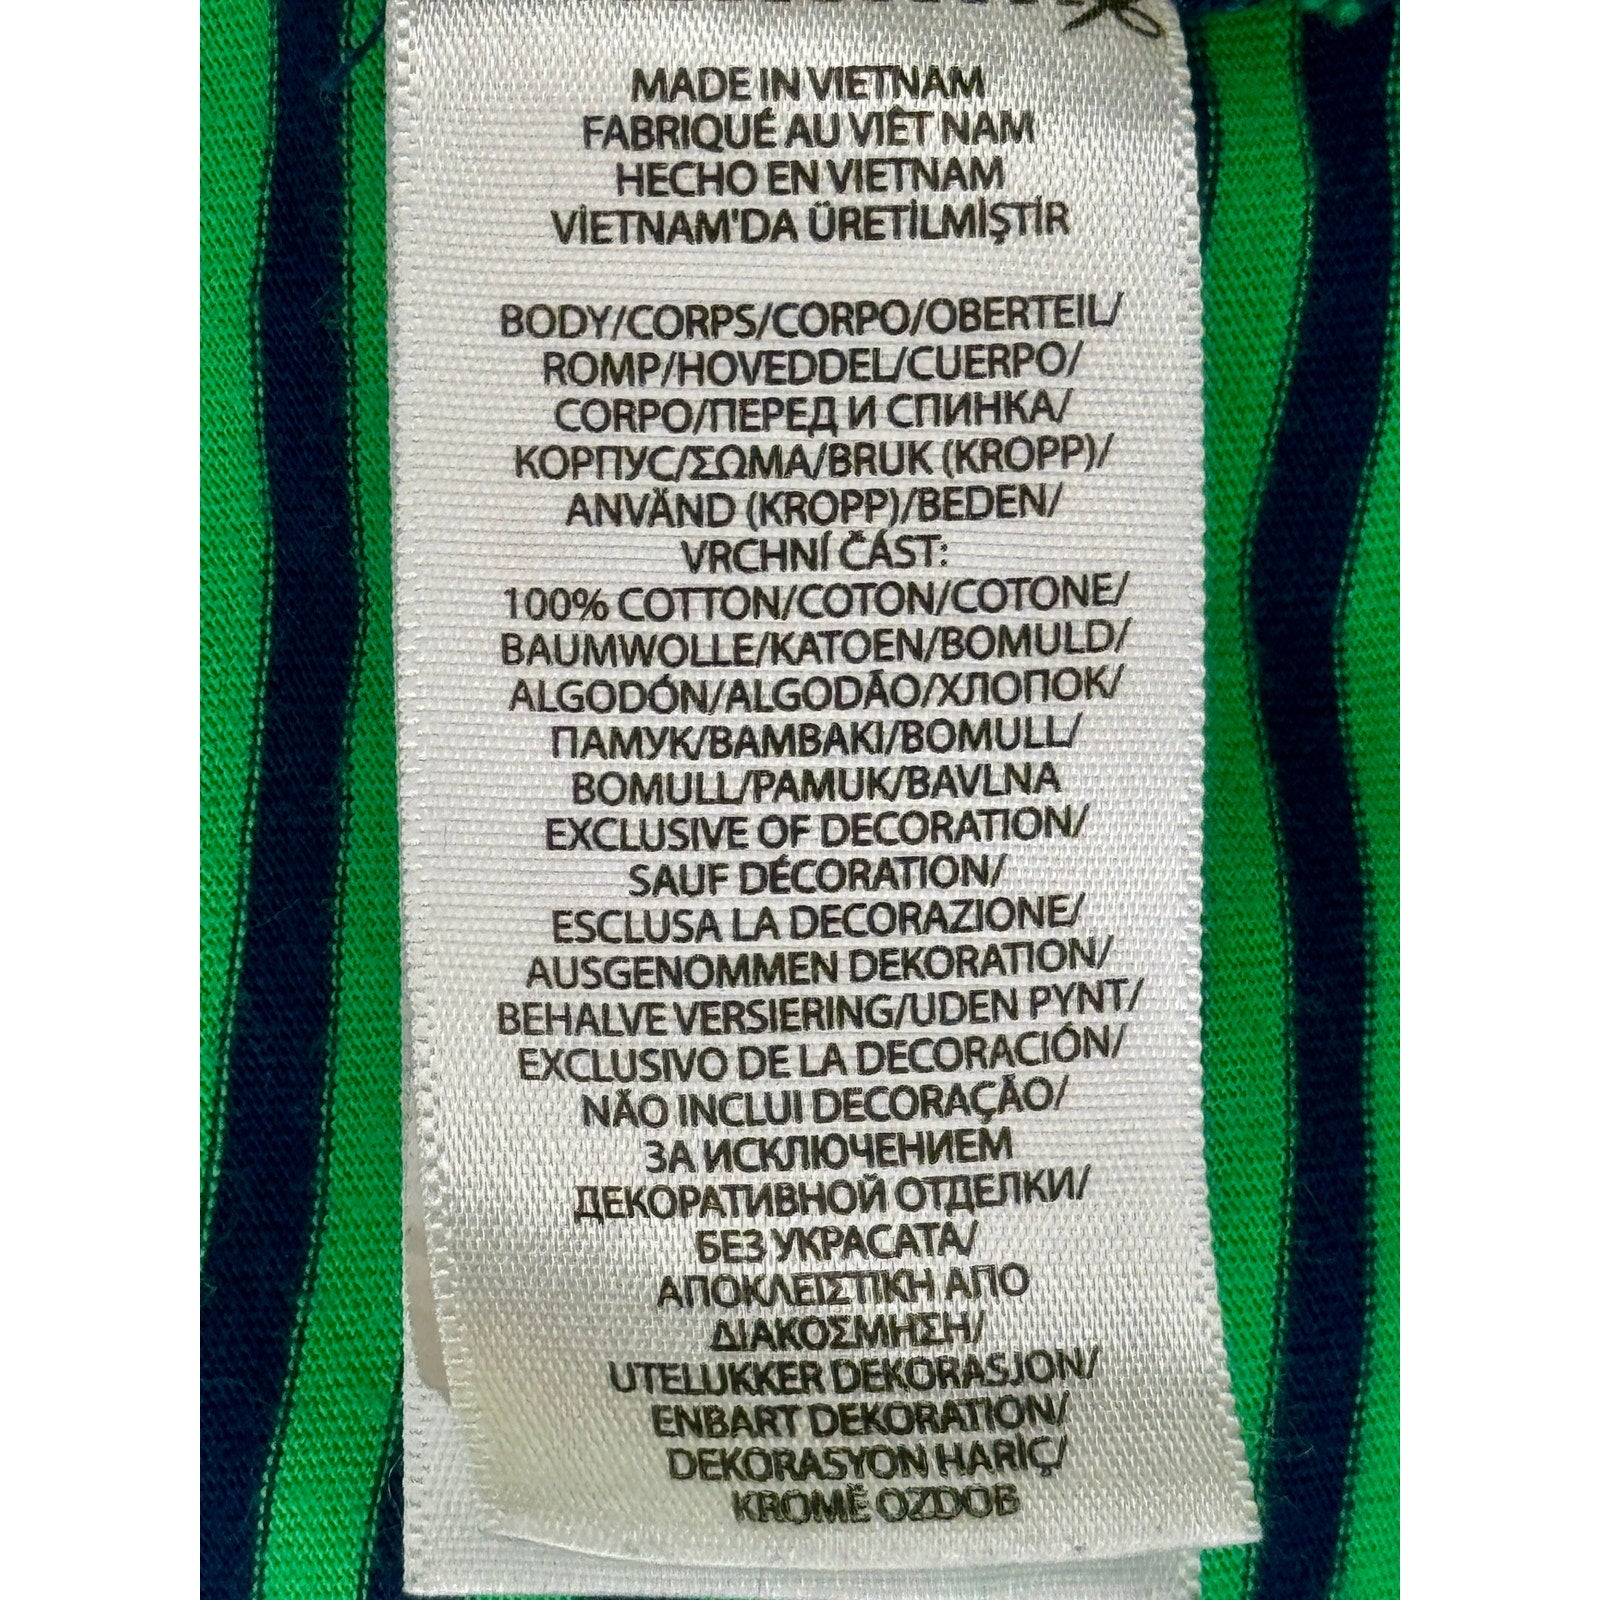 MADE IN VIETNAM
FABRIQUÉ AU VIÊT NAM
HECHO EN VIETNAM
VİETNAM'DA ÜRETİLMİŞTİR
BODY/CORPS/CORPO/OBERTEIL/
ROMP/HOVEDDEL/CUERPO/
CORPO/ПЕРЕД И СПИНКА/
КОРПУС/ΣΩΜΑ/BRUK (KROPP)/
ANVÄND (KROPP)/BEDEN/
VRCHNÍ ČÁST:
100% COTTON/COTON/COTONE/
BAUMWOLLE/KATOEN/BOMULD/
ALGODÓN/ALGODÃO/ХЛОПОК/
ПАМУК/BAMBAKI/BOMULL/
BOMULL/PAMUK/BAVLNA
EXCLUSIVE OF DECORATION/
SAUF DÉCORATION/
ESCLUSA LA DECORAZIONE/
AUSGENOMMEN DEKORATION/
BEHALVE VERSIERING/UDEN PYNT/
EXCLUSIVO DE LA DECORACIÓN/
NÃO INCLUI DECORAÇÃO/
ЗА ИСКЛЮЧЕНИЕМ
ДЕКОРАТИВНОЙ ОТДЕЛКИ/
БЕЗ УКРАСАТА/
ΑΠΟΚΛΕΙΣΤΙΚΗ ΑΠΟ
ΔΙΑΚΟΣΜΗΣΗ/
UTELUKKER DEKORASJON/
ENBART DEKORATION/
DEKORASYON HARİÇ/
KROMĚ OZDOB